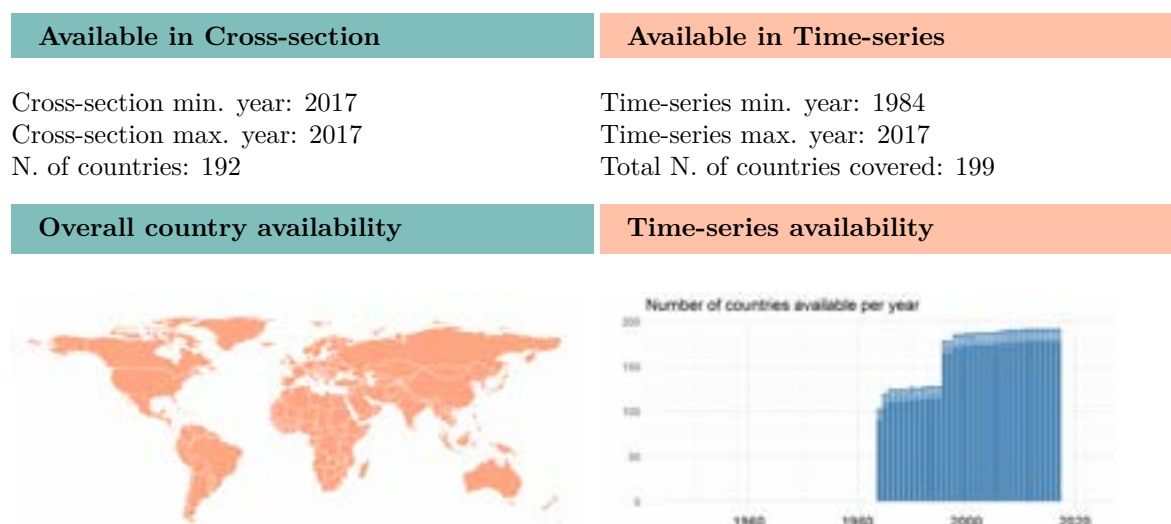 Available in Cross-section
Cross-section min. year: 2017
Cross-section max. year: 2017
N. of countries: 192
Available in Time-series
Time-series min. year: 1984
Time-series max. year: 2017
Total N. of countries covered: 199
Overall country availability
Time-series availability
Number of countries available per year
200
150
100
50
0
1960
1980
2000
2020